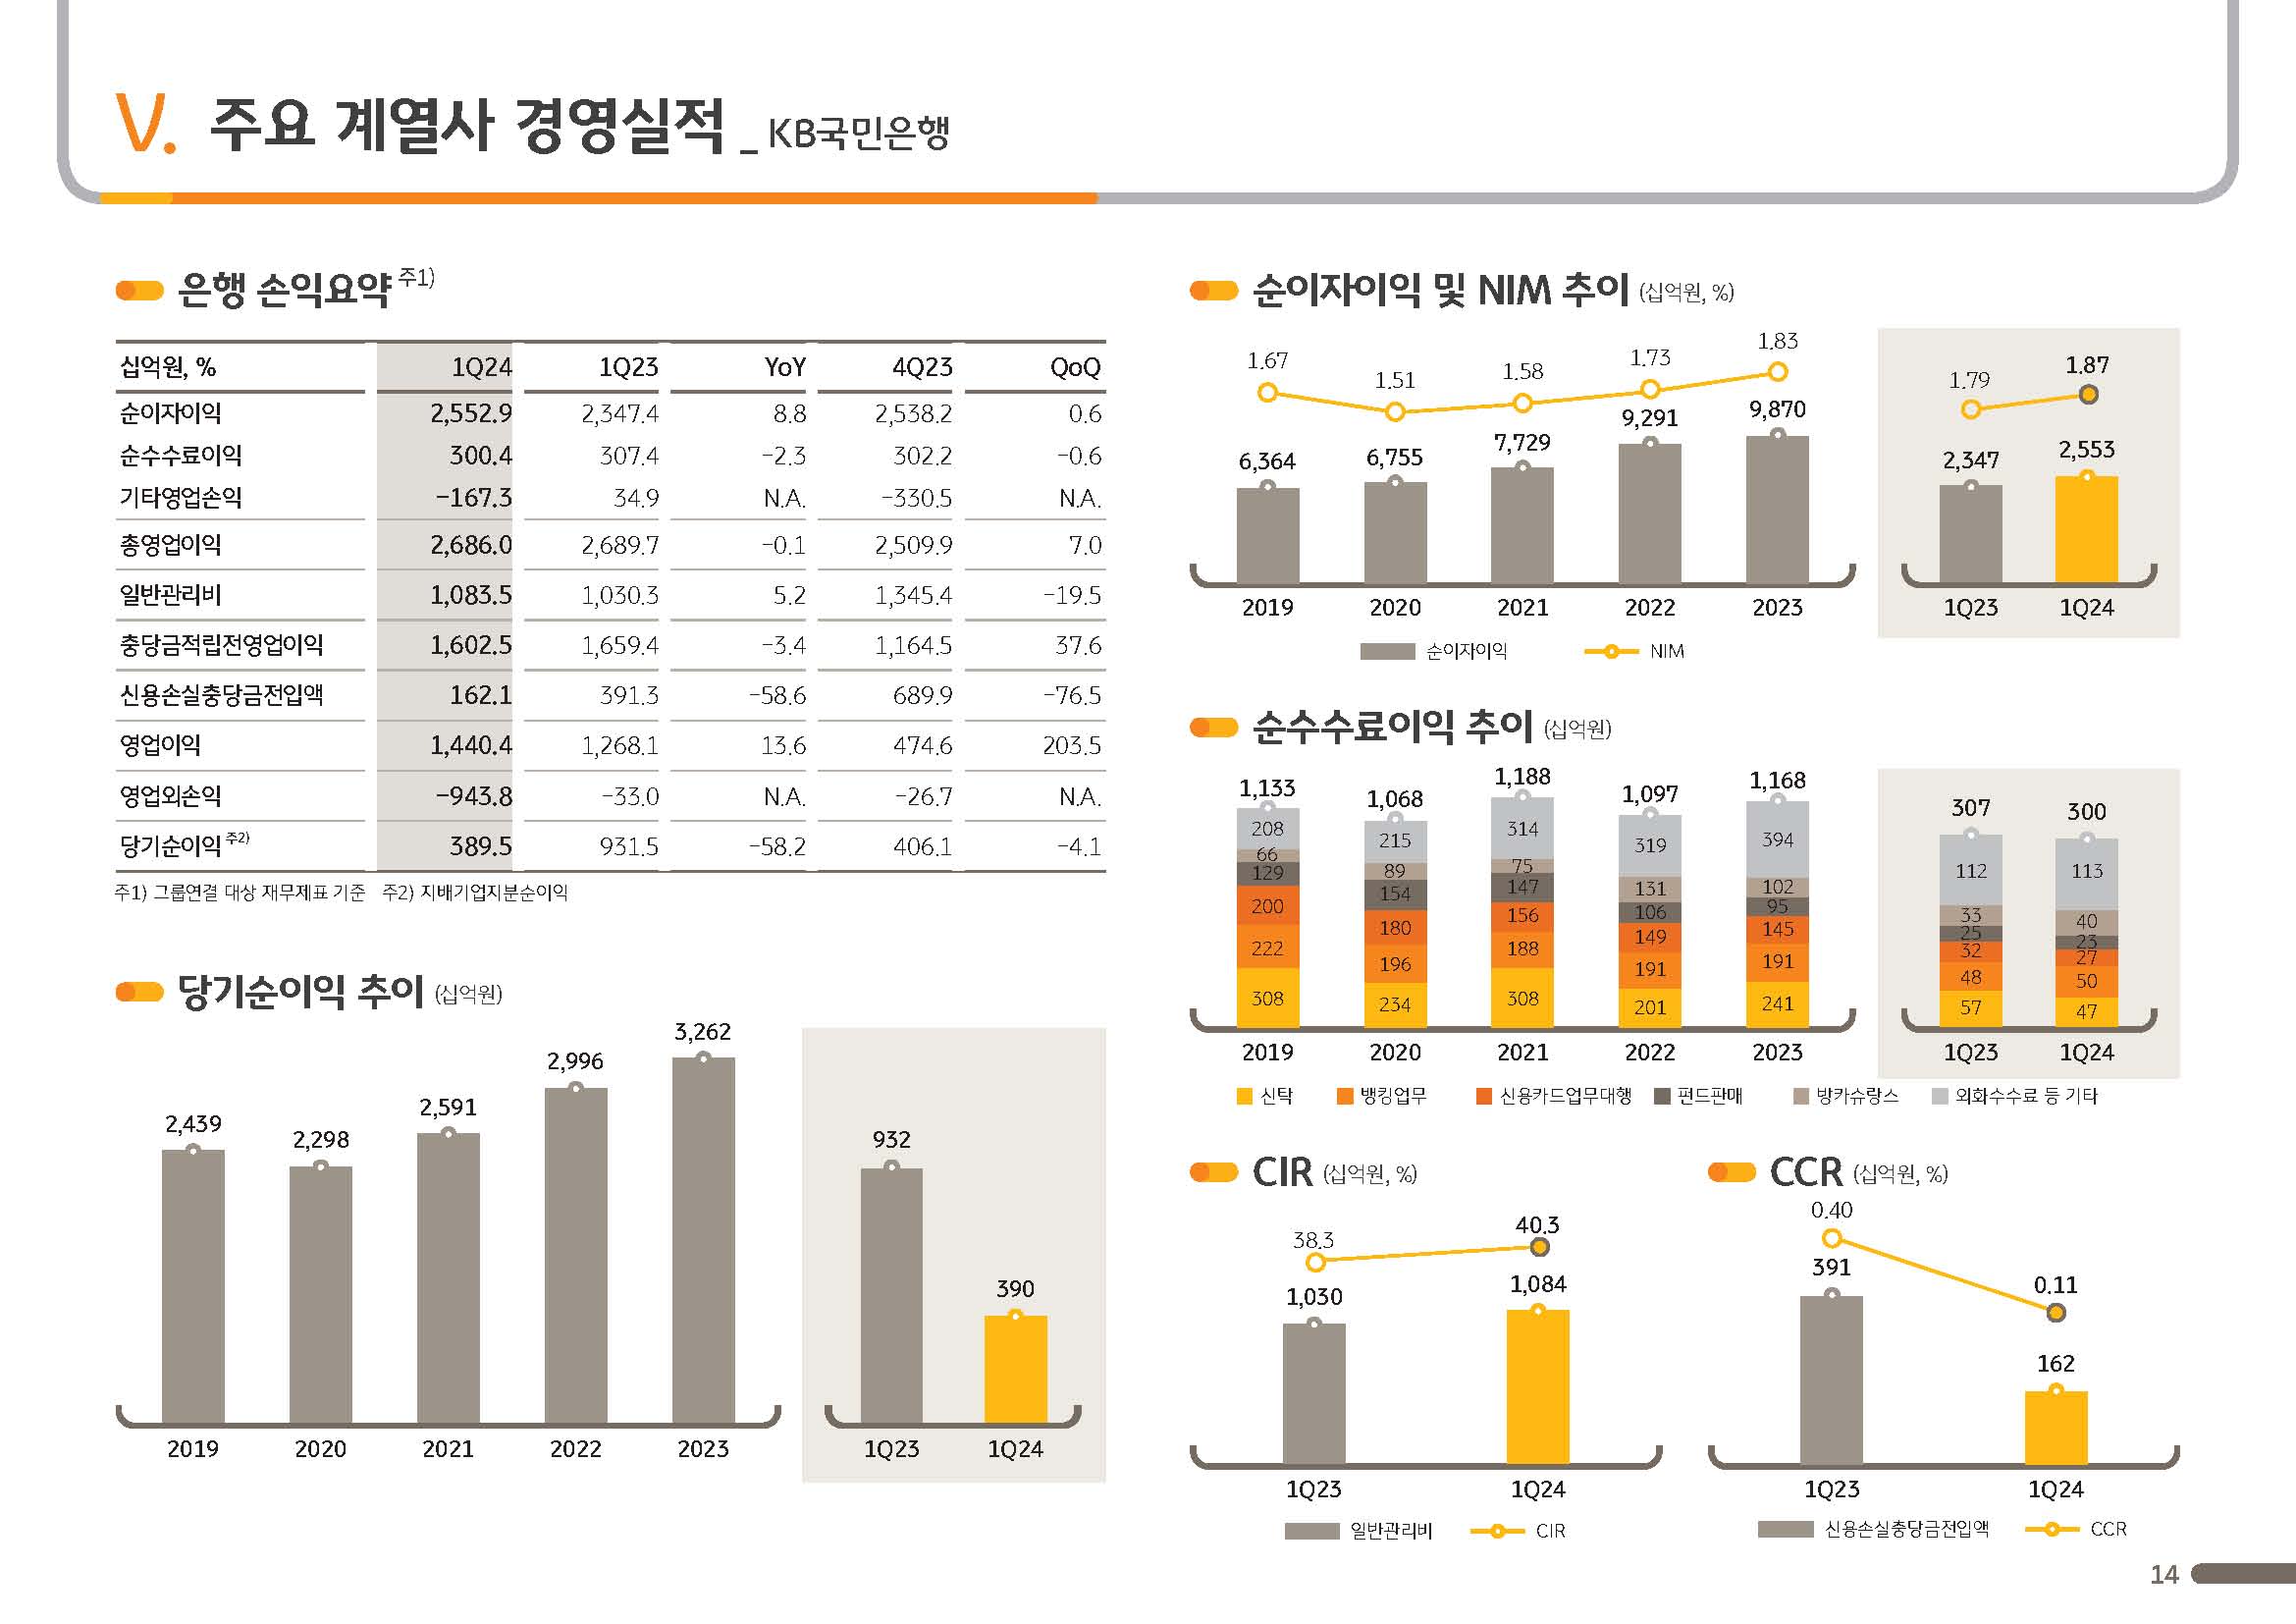 V. 주요 계열사 경영실적 _ KB국민은행
은행 손익요약 주1)
십억원, % 1Q24 1Q23 YoY 4Q23 QoQ
순이자이익 2,552.9 2,347.4 8.8 2,538.2 0.6
순수수료이익 300.4 307.4 -2.3 302.2 -0.6
기타영업손익 -167.3 34.9 N.A. -330.5 N.A.
총영업이익 2,686.0 2,689.7 -0.1 2,509.9 7.0
일반관리비 1,083.5 1,030.3 5.2 1,345.4 -19.5
충당금적립전영업이익 1,602.5 1,659.4 -3.4 1,164.5 37.6
신용손실충당금전입액 162.1 391.3 -58.6 689.9 -76.5
영업이익 1,440.4 1,268.1 13.6 474.6 203.5
영업외손익 -943.8 -33.0 N.A. -26.7 N.A.
당기순이익 주2) 389.5 931.5 -58.2 406.1 -4.1
주1) 그룹연결 대상 재무제표 기준 주2) 지배기업지분순이익
당기순이익 추이 (십억원)
2,439 2,298 2,591 2,996 3,262
932 390
2019 2020 2021 2022 2023
1Q23 1Q24
순이자이익 및 NIM 추이 (십억원, %)
1.67 1.51 1.58 1.73 1.83
1.79 1.87
6,364 6,755 7,729 9,291 9,870
2,347 2,553
2019 2020 2021 2022 2023
1Q23 1Q24
순이자이익 NIM
순수수료이익 추이 (십억원)
1,133 1,068 1,188 1,097 1,168
307 300
208 215 314 319 394
112 113
66 89 75 131 102
33 40
129 154 147 106 95
25 23
200 180 156 149 145
32 27
222 196 188 191 191
48 50
308 234 308 201 241
57 47
2019 2020 2021 2022 2023
1Q23 1Q24
신탁 뱅킹업무 신용카드업무대행 펀드판매 방카슈랑스 외화수수료 등 기타
CIR (십억원, %)
38.3 40.3
1,030 1,084
1Q23 1Q24
일반관리비 CIR
CCR (십억원, %)
0.40 0.11
391 162
1Q23 1Q24
신용손실충당금전입액 CCR
14